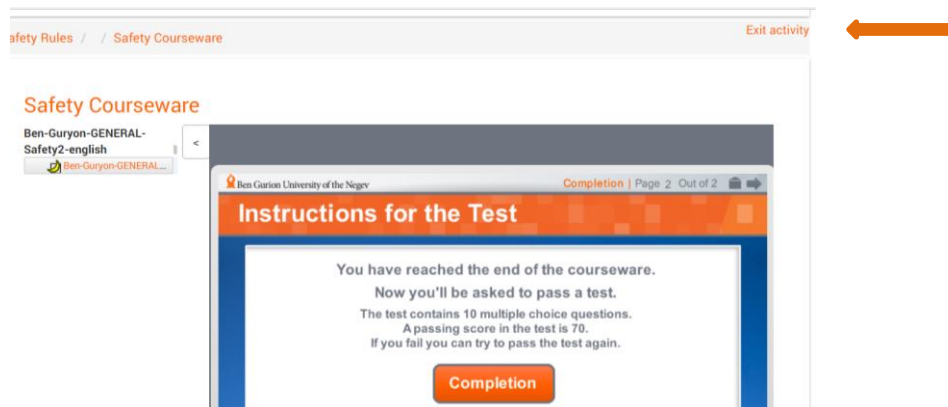 afety Rules / / Safety Courseware
Exit activity
Safety Courseware
Ben-Guryon-GENERAL-
Safety2-english
<
Ben-Guryon-GENERAL...
Ben Gurion University of the Negev
Completion | Page 2 Out of 2
Instructions for the Test
You have reached the end of the courseware.
Now you'll be asked to pass a test.
The test contains 10 multiple choice questions.
A passing score in the test is 70.
If you fail you can try to pass the test again.
Completion